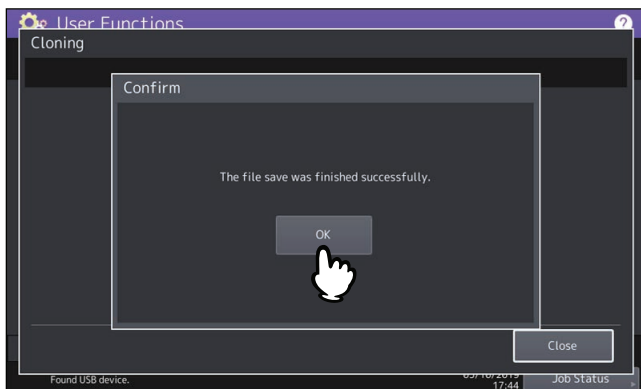 User Functions
?
Cloning
Confirm
The file save was finished successfully.
OK
Close
Found USB device.
17:44
Job Status